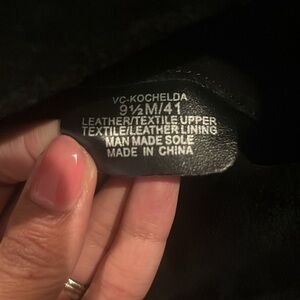 VC-KOCHELDA
9½M/41
LEATHER/TEXTILE UPPER
TEXTILE/LEATHER LINING
MAN MADE SOLE
MADE IN CHINA